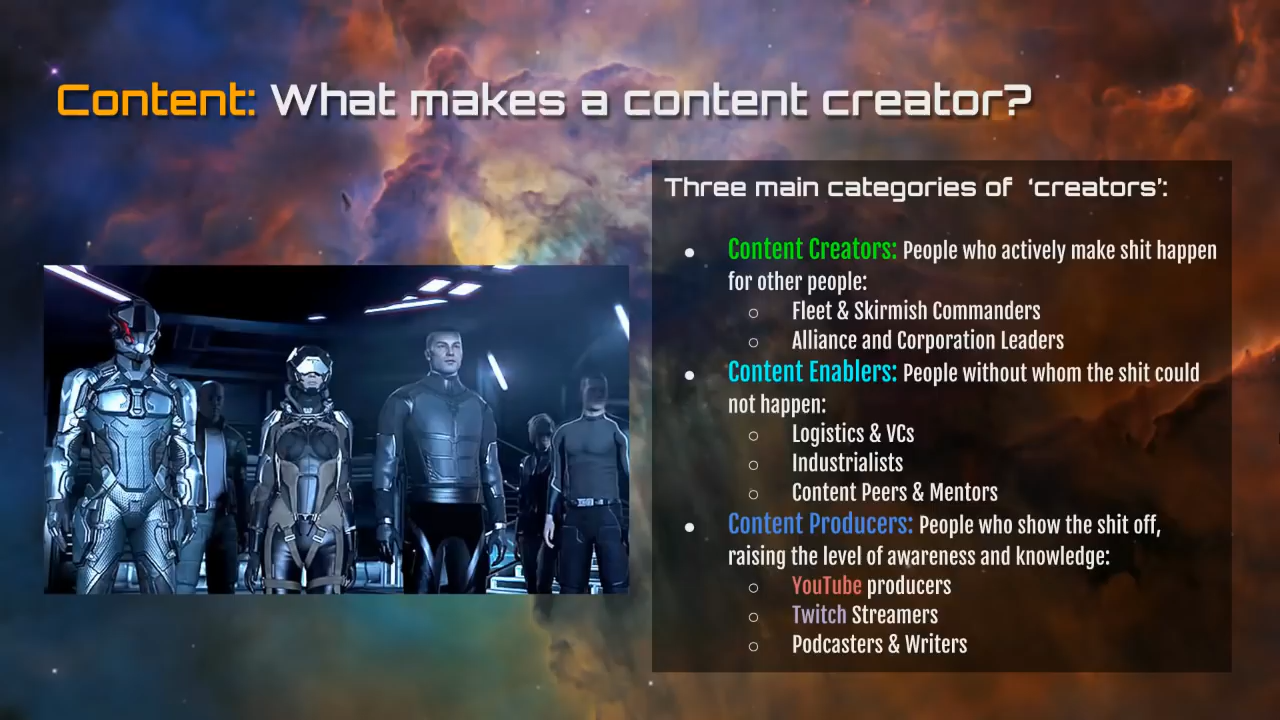 Content: What makes a content creator?
Three main categories of ‘creators’:
● Content Creators: People who actively make shit happen
for other people:
○ Fleet & Skirmish Commanders
○ Alliance and Corporation Leaders
● Content Enablers: People without whom the shit could
not happen:
○ Logistics & VCs
○ Industrialists
○ Content Peers & Mentors
● Content Producers: People who show the shit off,
raising the level of awareness and knowledge:
○ YouTube producers
○ Twitch Streamers
○ Podcasters & Writers